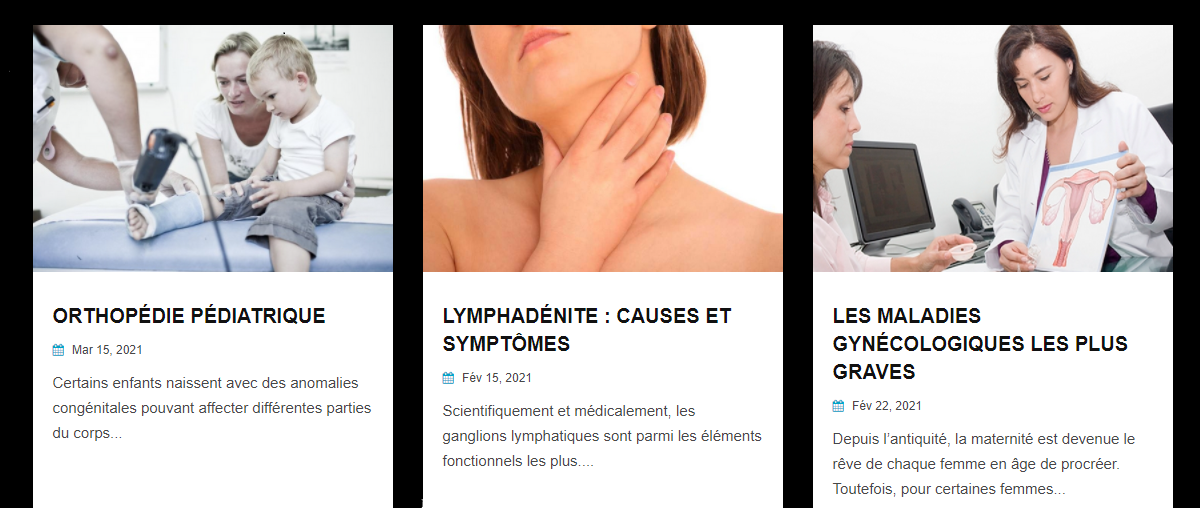 ORTHOPÉDIE PÉDIATRIQUE
Mar 15, 2021
Certains enfants naissent avec des anomalies
congénitales pouvant affecter différentes parties
du corps...
LYMPHADÉNITE : CAUSES ET
SYMPTÔMES
Fév 15, 2021
Scientifiquement et médicalement, les
ganglions lymphatiques sont parmi les éléments
fonctionnels les plus....
LES MALADIES
GYNÉCOLOGIQUES LES PLUS
GRAVES
Fév 22, 2021
Depuis l’antiquité, la maternité est devenue le
rêve de chaque femme en âge de procréer.
Toutefois, pour certaines femmes...